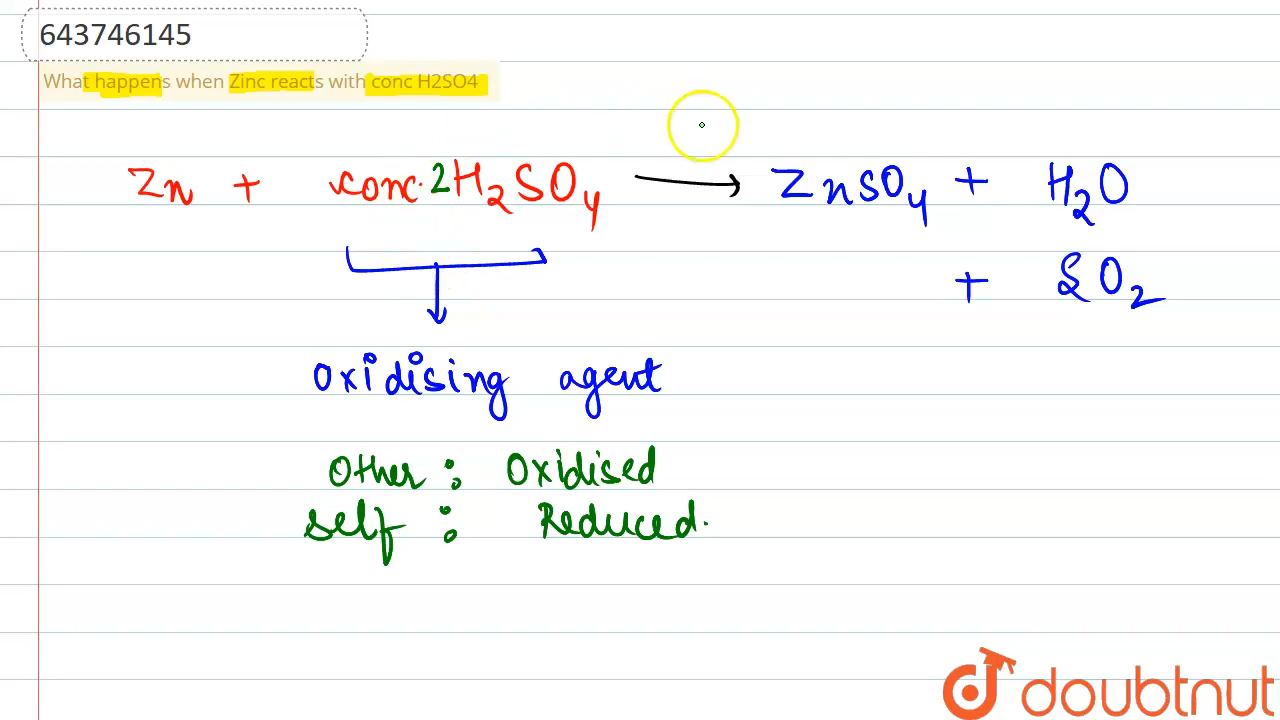 643746145
What happens when Zinc reacts with conc H2SO4
Zn + conc. 2H₂SO₄ → ZnSO₄ + H₂O
+ SO₂
Oxidising agent
Other : Oxidised
Self : Reduced.
doubtnut